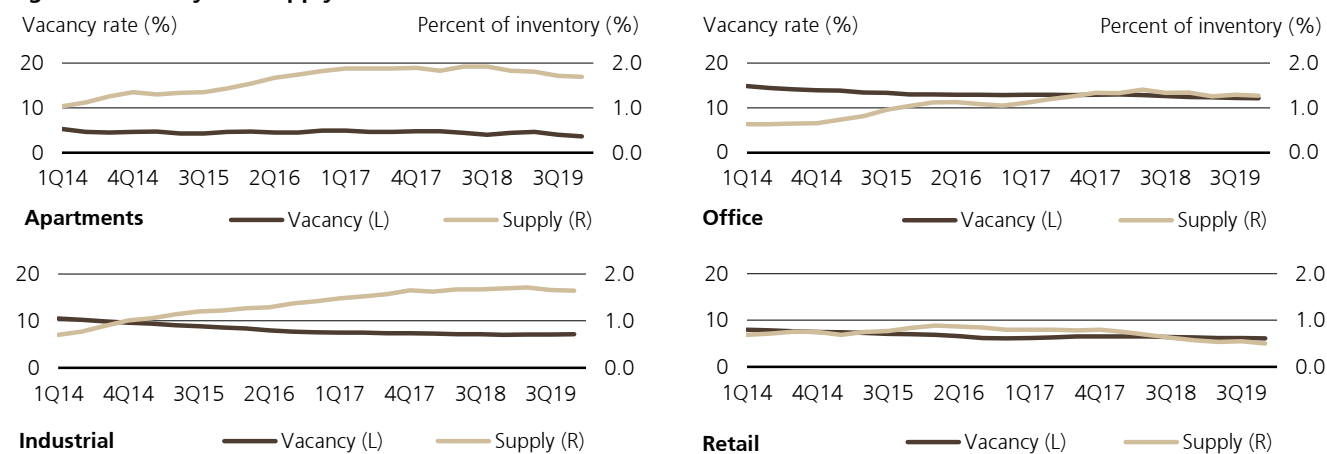 Vacancy rate (%) Percent of inventory (%)
20 2.0
10 1.0
0 0.0
1Q14 4Q14 3Q15 2Q16 1Q17 4Q17 3Q18 3Q19
Apartments Vacancy (L) Supply (R)
Vacancy rate (%) Percent of inventory (%)
20 2.0
10 1.0
0 0.0
1Q14 4Q14 3Q15 2Q16 1Q17 4Q17 3Q18 3Q19
Office Vacancy (L) Supply (R)
20 2.0
10 1.0
0 0.0
1Q14 4Q14 3Q15 2Q16 1Q17 4Q17 3Q18 3Q19
Industrial Vacancy (L) Supply (R)
20 2.0
10 1.0
0 0.0
1Q14 4Q14 3Q15 2Q16 1Q17 4Q17 3Q18 3Q19
Retail Vacancy (L) Supply (R)